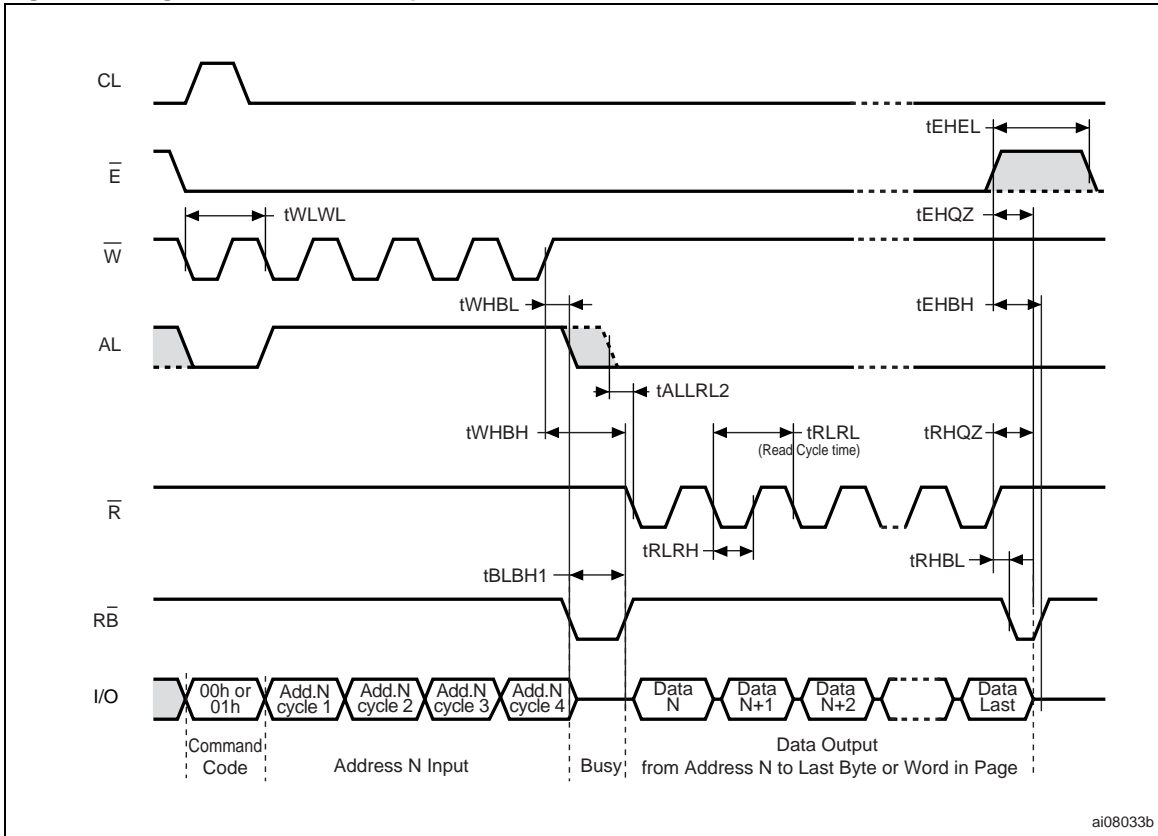 CL
tEHEL
E
tWLWL
tEHQZ
W
tWHBL
tEHBH
AL
tALLRL2
tWHBH
tRLRL
(Read Cycle time)
tRHQZ
R
tRLRH
tRHBL
tBLBH1
RB
I/O
00h or
01h
Add.N
cycle 1
Add.N
cycle 2
Add.N
cycle 3
Add.N
cycle 4
Data
N
Data
N+1
Data
N+2
Data
Last
Command
Code
Address N Input
Busy
Data Output
from Address N to Last Byte or Word in Page
ai08033b